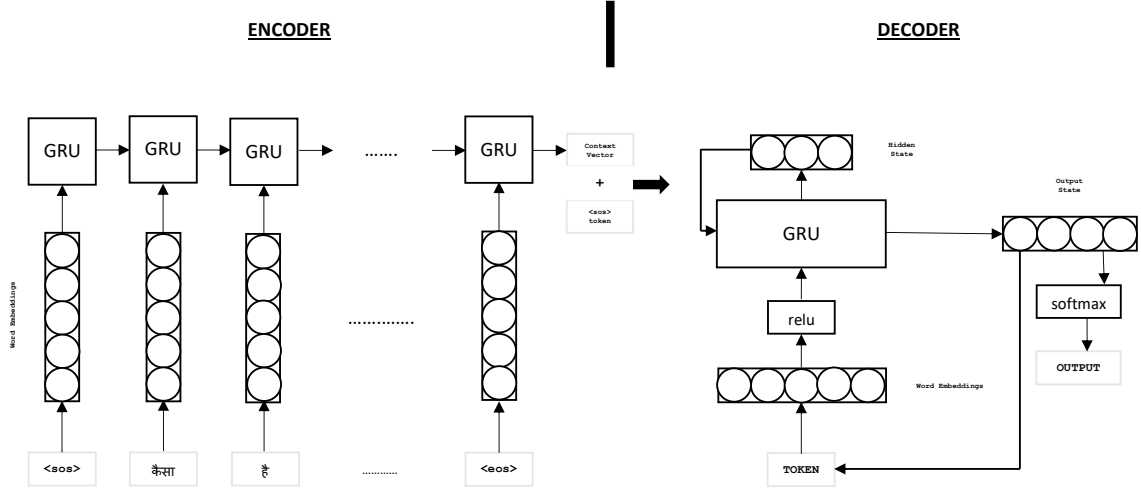 ENCODER
DECODER
GRU
GRU
GRU
.......
GRU
Context
Vector
+
<sos>
token
Hidden
State
Output
State
GRU
relu
softmax
OUTPUT
Word Embeddings
.............
Word Embeddings
<sos>
कैसा
है
............
<eos>
TOKEN